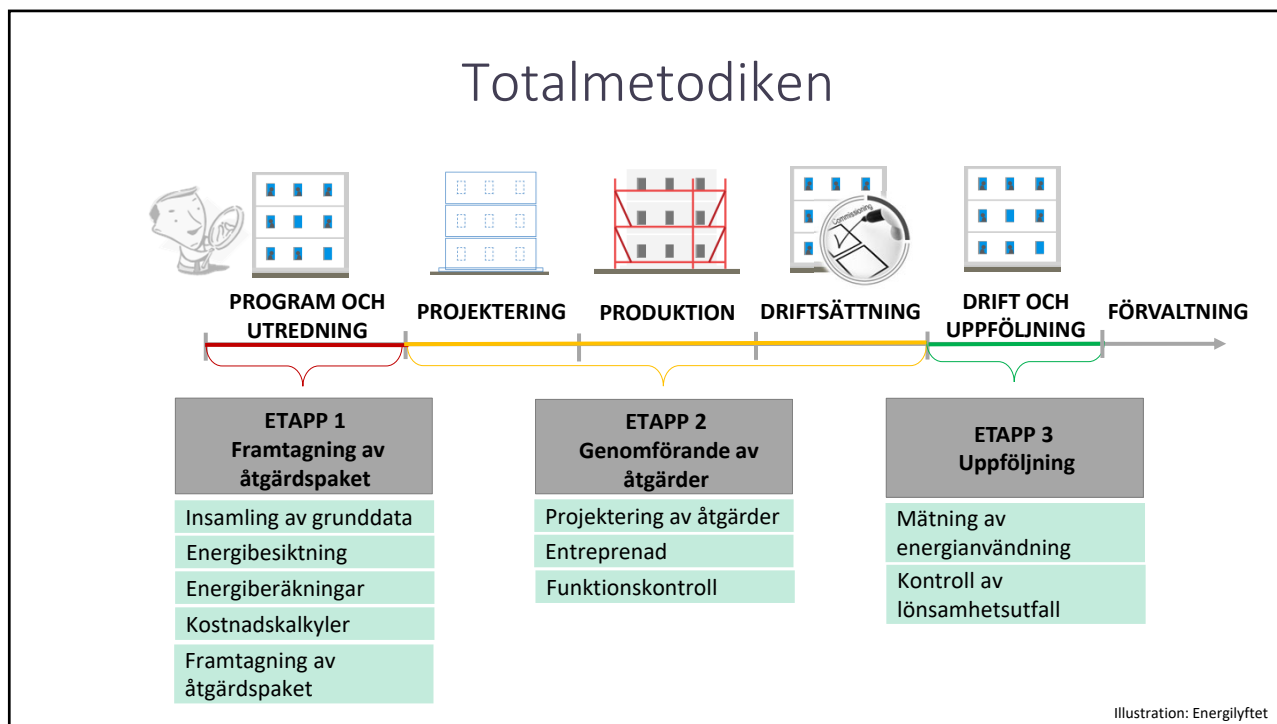 Totalmetodiken
Commissioning
PROGRAM OCH
UTREDNING
PROJEKTERING
PRODUKTION
DRIFTSÄTTNING
DRIFT OCH
UPPFÖLJNING
FÖRVALTNING
ETAPP 1
Framtagning av
åtgärdspaket
Insamling av grunddata
Energibesiktning
Energiberäkningar
Kostnadskalkyler
Framtagning av
åtgärdspaket
ETAPP 2
Genomförande av
åtgärder
Projektering av åtgärder
Entreprenad
Funktionskontroll
ETAPP 3
Uppföljning
Mätning av
energianvändning
Kontroll av
lönsamhetsutfall
Illustration: Energilyftet